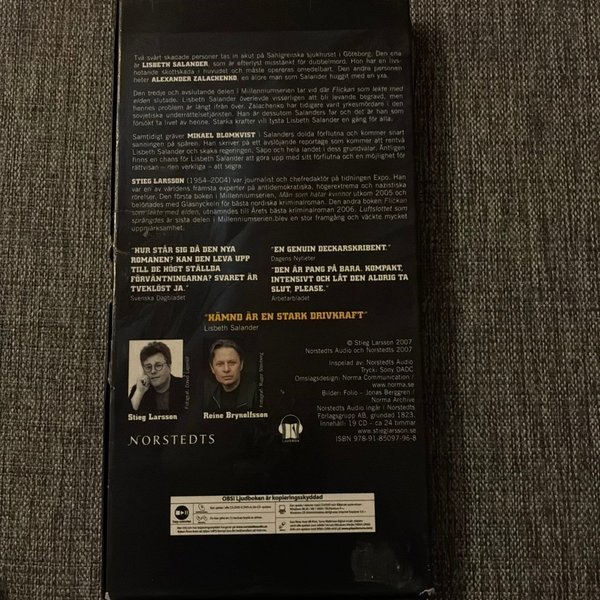 Två svårt skadade personer tas in akut på Sahlgrenska sjukhuset i Göteborg. Den ena
är LISBETH SALANDER som är efterlyst misstänkt för dubbelmord. Hon har en livs-
hotande skottskada i huvudet och måste opereras omedelbart. Den andra personen
heter ALEXANDER ZALACHENKO, en äldre man som Salander huggit med en yxa.
Den tredje och avslutande delen i Millenniumserien tar vid där Flickan som lekte med
elden slutade. Lisbeth Salander överlevde visserligen att bli levande begravd, men
hennes problem är långt ifrån över. Zalachenko har tidigare varit yrkesmördare i den
sovjetiska underrättelsetjänsten. Han är dessutom Salanders far och det är han som
försökt ta livet av henne. Starka krafter vill tysta Lisbeth Salander en gång för alla.
Samtidigt gräver MIKAEL BLOMKVIST i Salanders dolda förflutna och kommer snart
sanningen på spåren. Han skriver på ett avslöjande reportage som kommer att rentvå
Lisbeth Salander och skaka regeringen, Säpo och hela landet i dess grundvalar. Äntligen
finns en chans för Lisbeth Salander att göra upp med sitt förflutna och en möjlighet för
rättvisan – den verkliga – att segra.
STIEG LARSSON (1954–2004) var journalist och chefredaktör på tidningen Expo. Han
var en av världens främsta experter på antidemokratiska, högerextrema och nazistiska
rörelser. Den första boken i Millenniumserien, Män som hatar kvinnor utkom 2005 och
belönades med Glasnyckeln för bästa nordiska kriminalroman. Den andra boken Flickan
som lekte med elden, utnämndes till Årets bästa kriminalroman 2006. Luftslottet som
sprängdes är sista delen i Millenniumserien.blev en stor framgång och väckte mycket
uppmärksamhet.
"HUR STÅR SIG DÅ DEN NYA
ROMANEN? KAN DEN LEVA UPP
TILL DE HÖGT STÄLLDA
FÖRVÄNTNINGARNA? SVARET ÄR
TVEKLÖST JA."
Svenska Dagbladet
"EN GENUIN DECKARSKRIBENT."
Dagens Nyheter
"DEN ÄR PANG PÅ BARA. KOMPAKT,
INTENSIVT OCH LÅT DEN ALDRIG TA
SLUT, PLEASE."
Arbetarbladet
"HÄMND ÄR EN STARK DRIVKRAFT"
Lisbeth Salander
Stieg Larsson
Reine Brynolfsson
NORSTEDTS
© Stieg Larsson 2007
Norstedts Audio och Norstedts 2007
Inspelad av: Norstedts Audio
Tryck: Sony DADC
Omslagsdesign: Norma Communication /
www.norma.se
Bilder: Folio – Jonas Berggren /
Norma Archive
Norstedts Audio ingår i Norstedts
Förlagsgrupp AB, grundad 1823.
Innehåll: 19 CD – ca 24 timmar
www.stieglarsson.se
ISBN 978-91-85097-96-8
OBS! Ljudboken är kopieringsskyddad